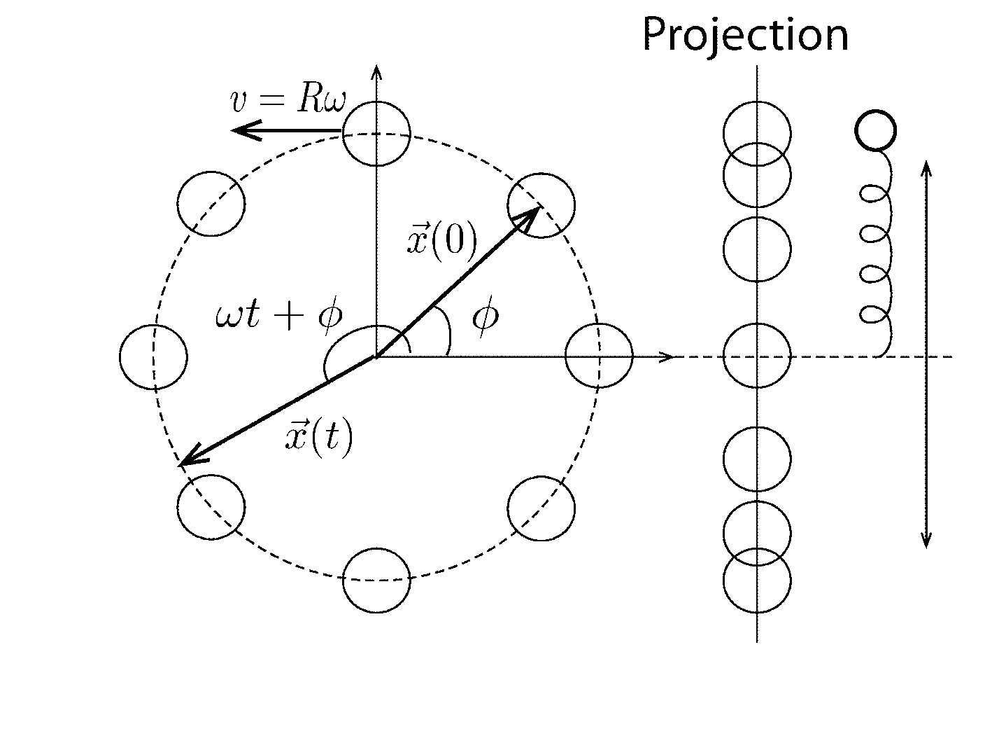 Projection
v = Rω
x⃗(0)
ωt + ϕ
ϕ
x⃗(t)